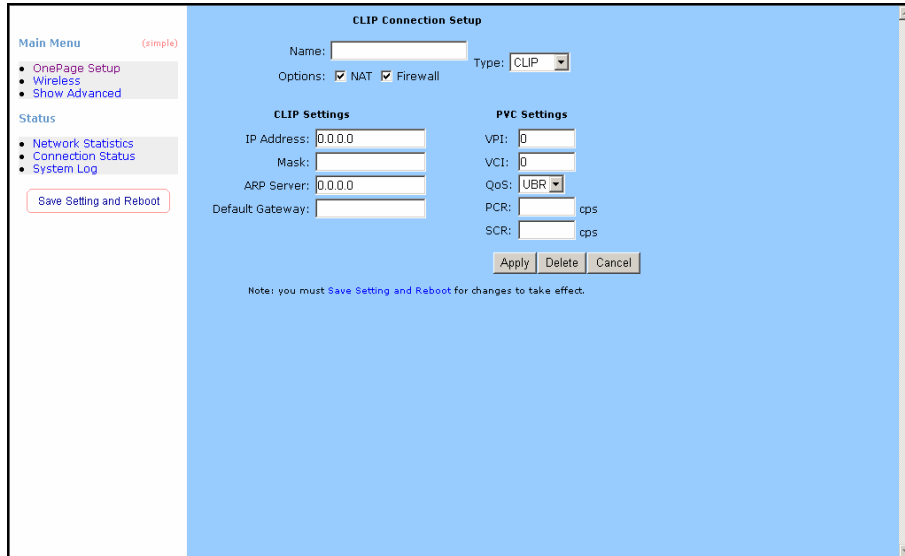 Main Menu (simple)
OnePage Setup
Wireless
Show Advanced
Status
Network Statistics
Connection Status
System Log
Save Setting and Reboot
CLIP Connection Setup
Name:
Type: CLIP
Options: NAT Firewall
CLIP Settings
IP Address: 0.0.0.0
Mask:
ARP Server: 0.0.0.0
Default Gateway:
PVC Settings
VPI: 0
VCI: 0
QoS: UBR
PCR: cps
SCR: cps
Apply Delete Cancel
Note: you must Save Setting and Reboot for changes to take effect.